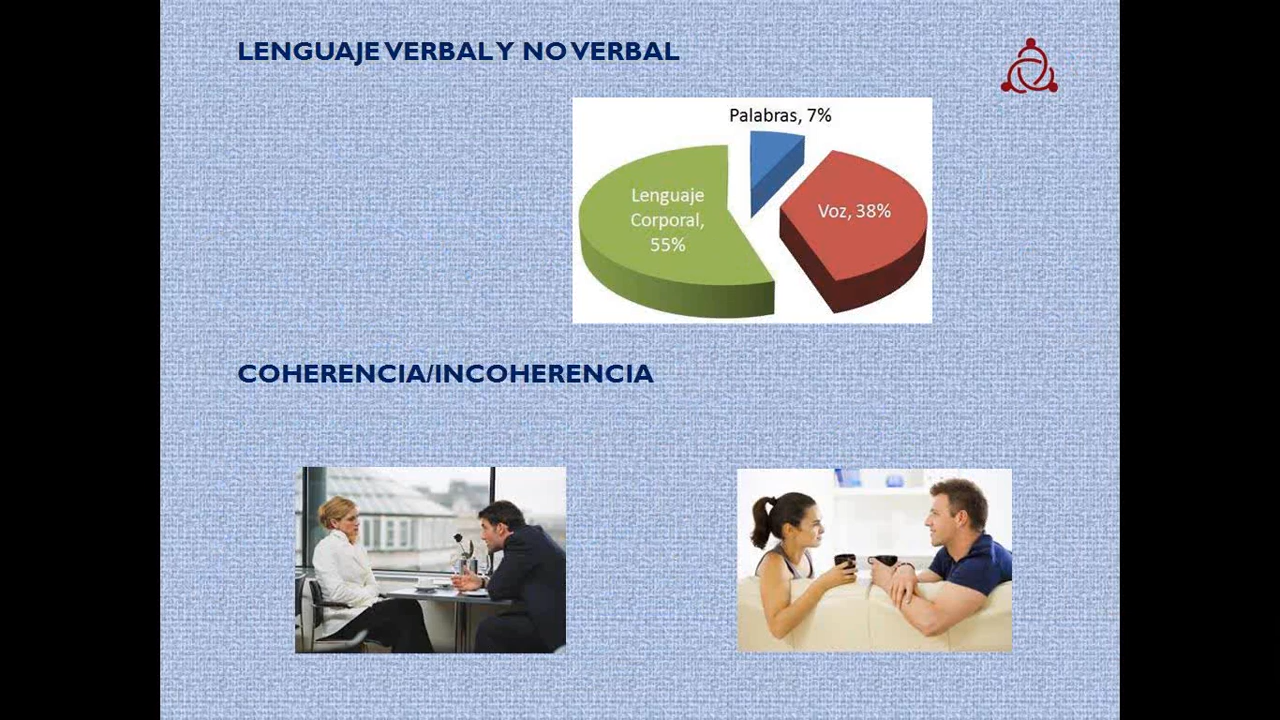 LENGUAJE VERBAL Y NO VERBAL
Palabras, 7%
Lenguaje
Corporal,
55%
Voz, 38%
COHERENCIA/INCOHERENCIA